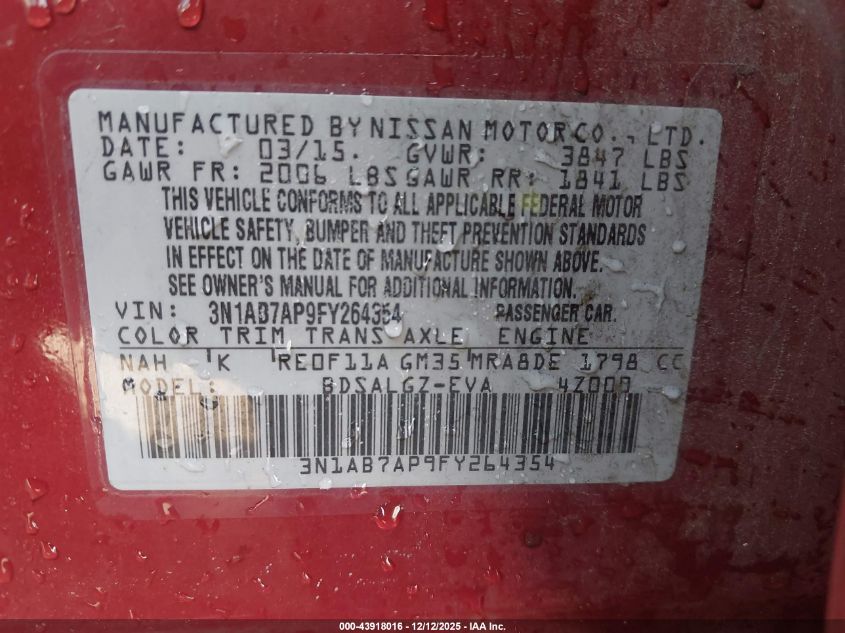 MANUFACTURED BY NISSAN MOTOR CO., LTD.
DATE: 03/15. GVWR: 3847 LBS
GAWR FR: 2006 LBS GAWR RR: 1841 LBS
THIS VEHICLE CONFORMS TO ALL APPLICABLE FEDERAL MOTOR
VEHICLE SAFETY, BUMPER AND THEFT PREVENTION STANDARDS
IN EFFECT ON THE DATE OF MANUFACTURE SHOWN ABOVE.
SEE OWNER'S MANUAL FOR ADDITIONAL INFORMATION.
VIN: 3N1AB7AP9FY264354 PASSENGER CAR.
COLOR TRIM TRANS AXLE ENGINE
NAH K RE0F11A GM35 MRA8DE 1798 CC
MODEL: BDSALGZ-EVA 4Z009
3N1AB7AP9FY264354
000-43918016 - 12/12/2025 - IAA Inc.